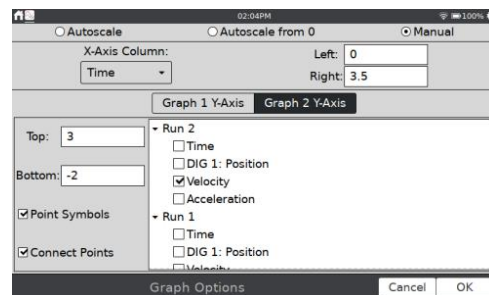 02:04PM 100%
Autoscale Autoscale from 0 Manual
X-Axis Column: Left: 0
Time Right: 3.5
Graph 1 Y-Axis Graph 2 Y-Axis
Top: 3
Bottom: -2
Point Symbols
Connect Points
Run 2
Time
DIG 1: Position
Velocity
Acceleration
Run 1
Time
DIG 1: Position
Velocity
Graph Options Cancel OK